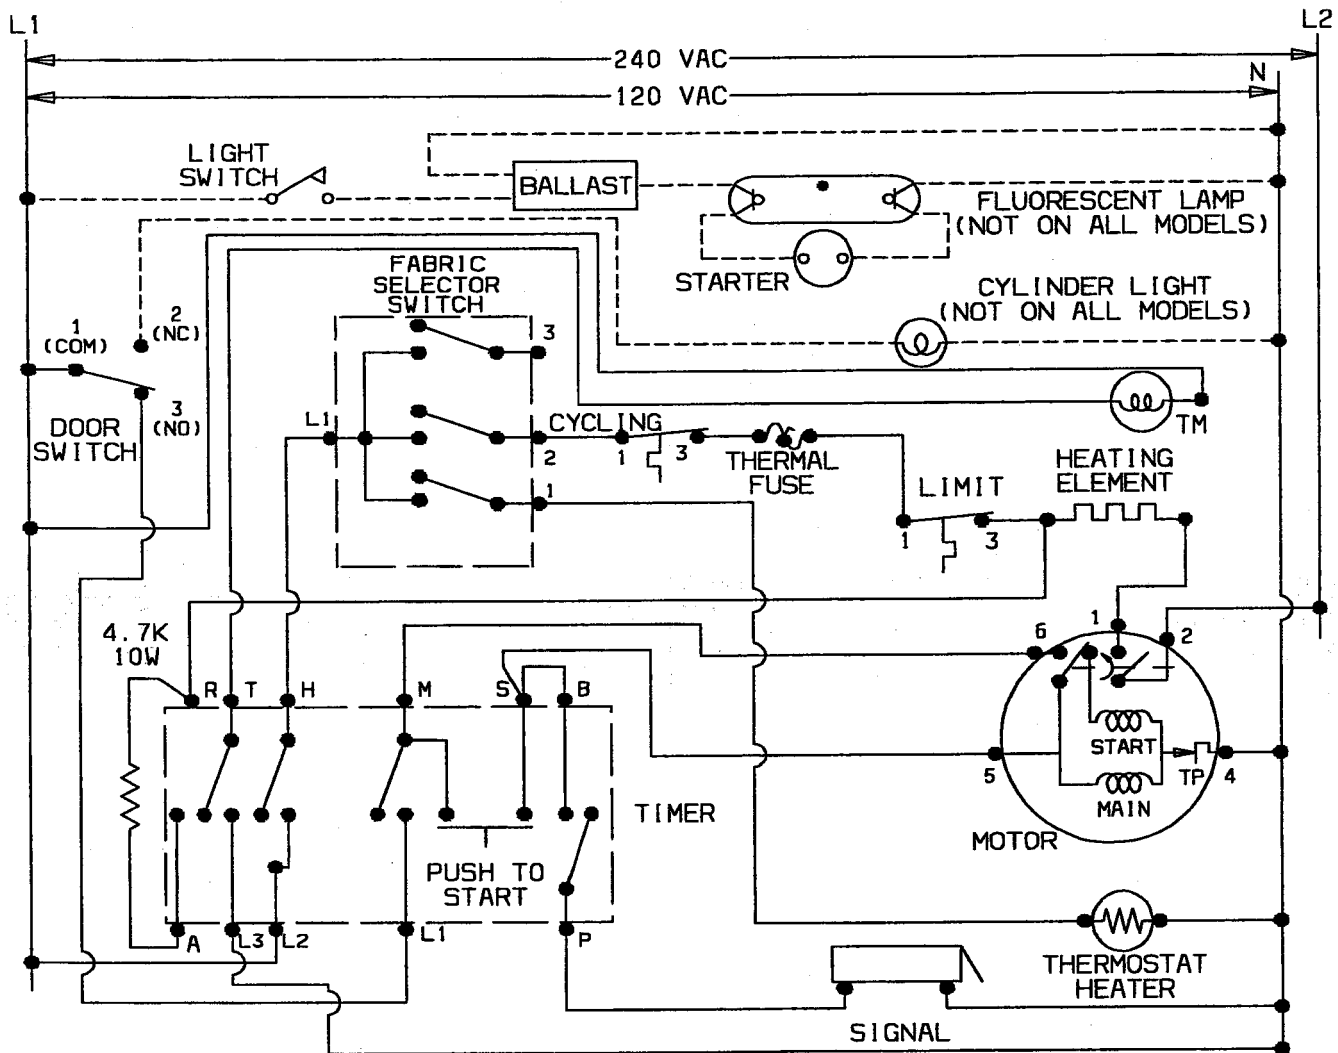 L1
L2
240 VAC
N
120 VAC
LIGHT
SWITCH
BALLAST
FLUORESCENT LAMP
(NOT ON ALL MODELS)
STARTER
FABRIC
SELECTOR
SWITCH
CYLINDER LIGHT
(NOT ON ALL MODELS)
1
(COM)
2
(NC)
3
(NO)
DOOR
SWITCH
3
L1
CYCLING
2
1
3
1
THERMAL
FUSE
TM
LIMIT
1
3
HEATING
ELEMENT
4.7K
10W
6
1
2
R
T
H
M
S
B
START
5
TP
4
MAIN
MOTOR
TIMER
PUSH TO
START
A
L3
L2
L1
P
THERMOSTAT
HEATER
SIGNAL